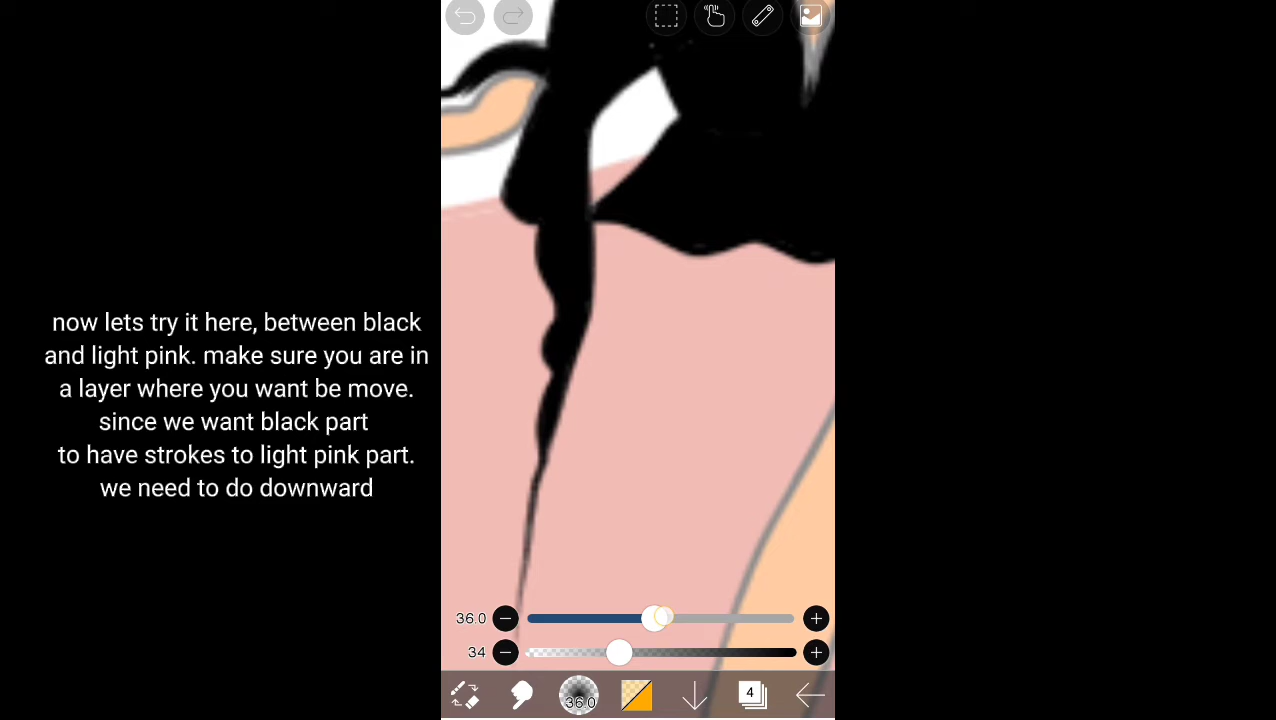 now lets try it here, between black
and light pink. make sure you are in
a layer where you want be move.
since we want black part
to have strokes to light pink part.
we need to do downward
36.0
34
36.0
4